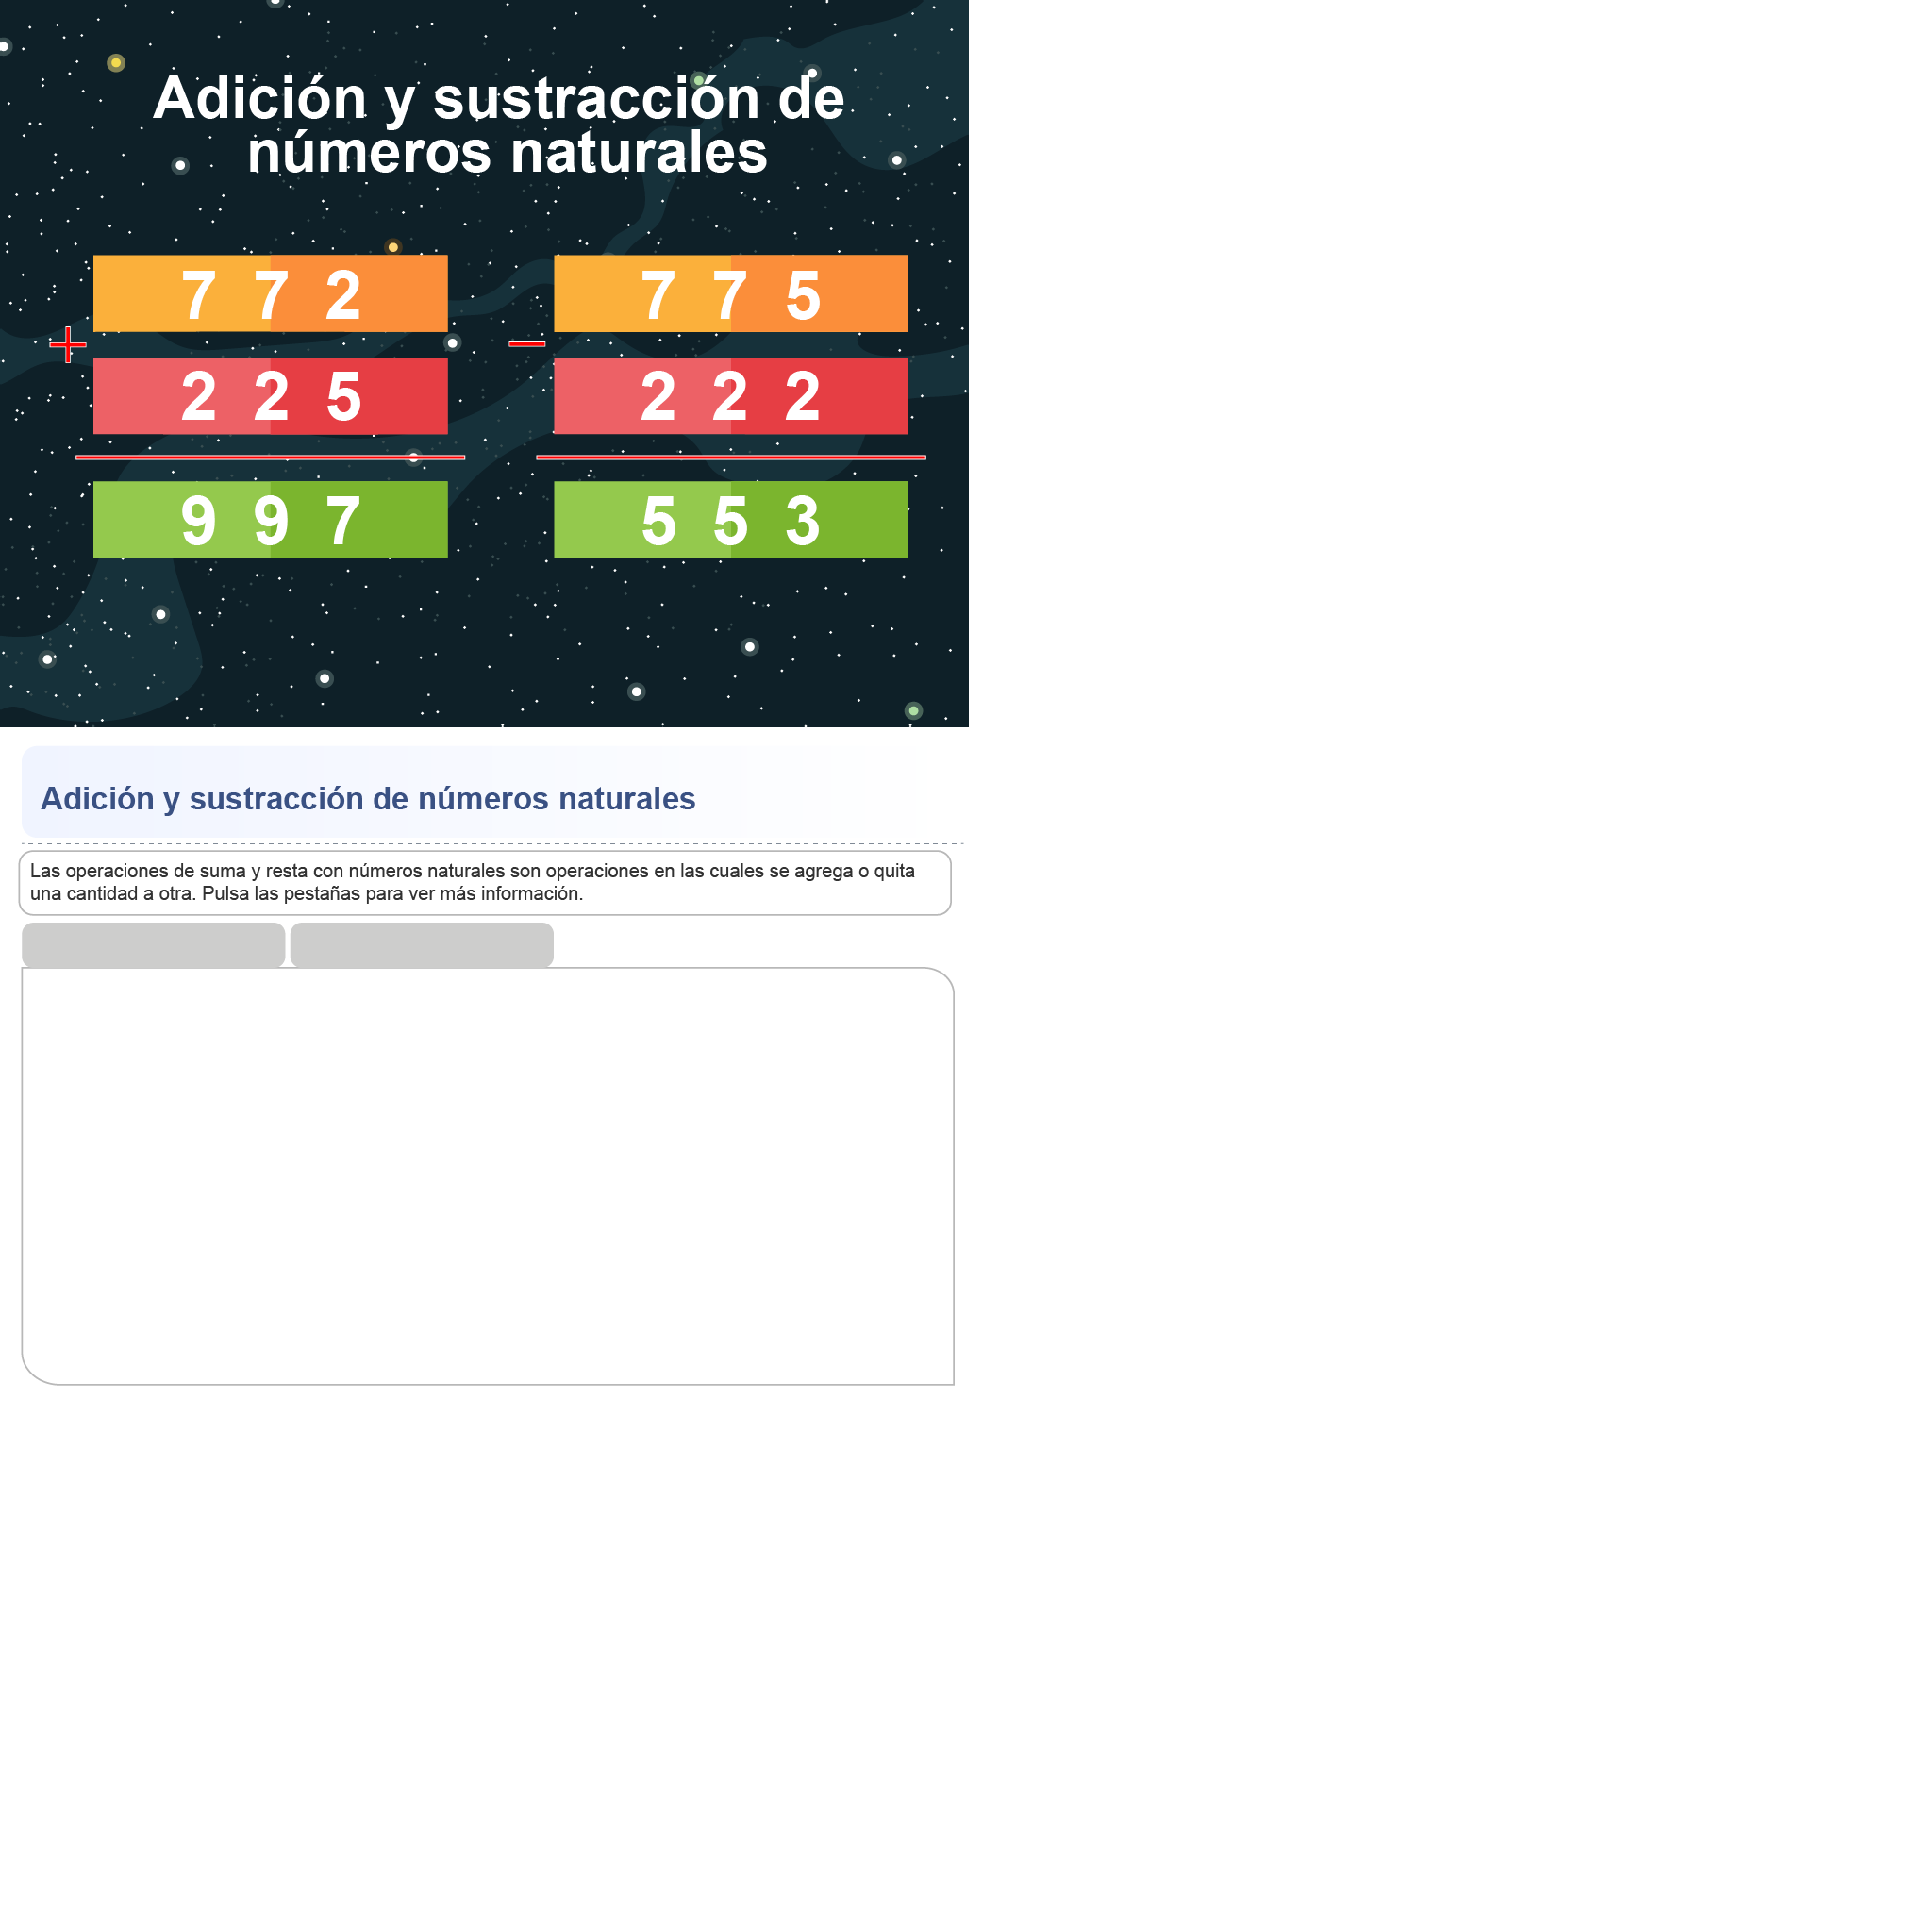 Adición y sustracción de
números naturales
7 7 2
+
2 2 5
9 9 7
7 7 5
−
2 2 2
5 5 3
Adición y sustracción de números naturales
Las operaciones de suma y resta con números naturales son operaciones en las cuales se agrega o quita
una cantidad a otra. Pulsa las pestañas para ver más información.